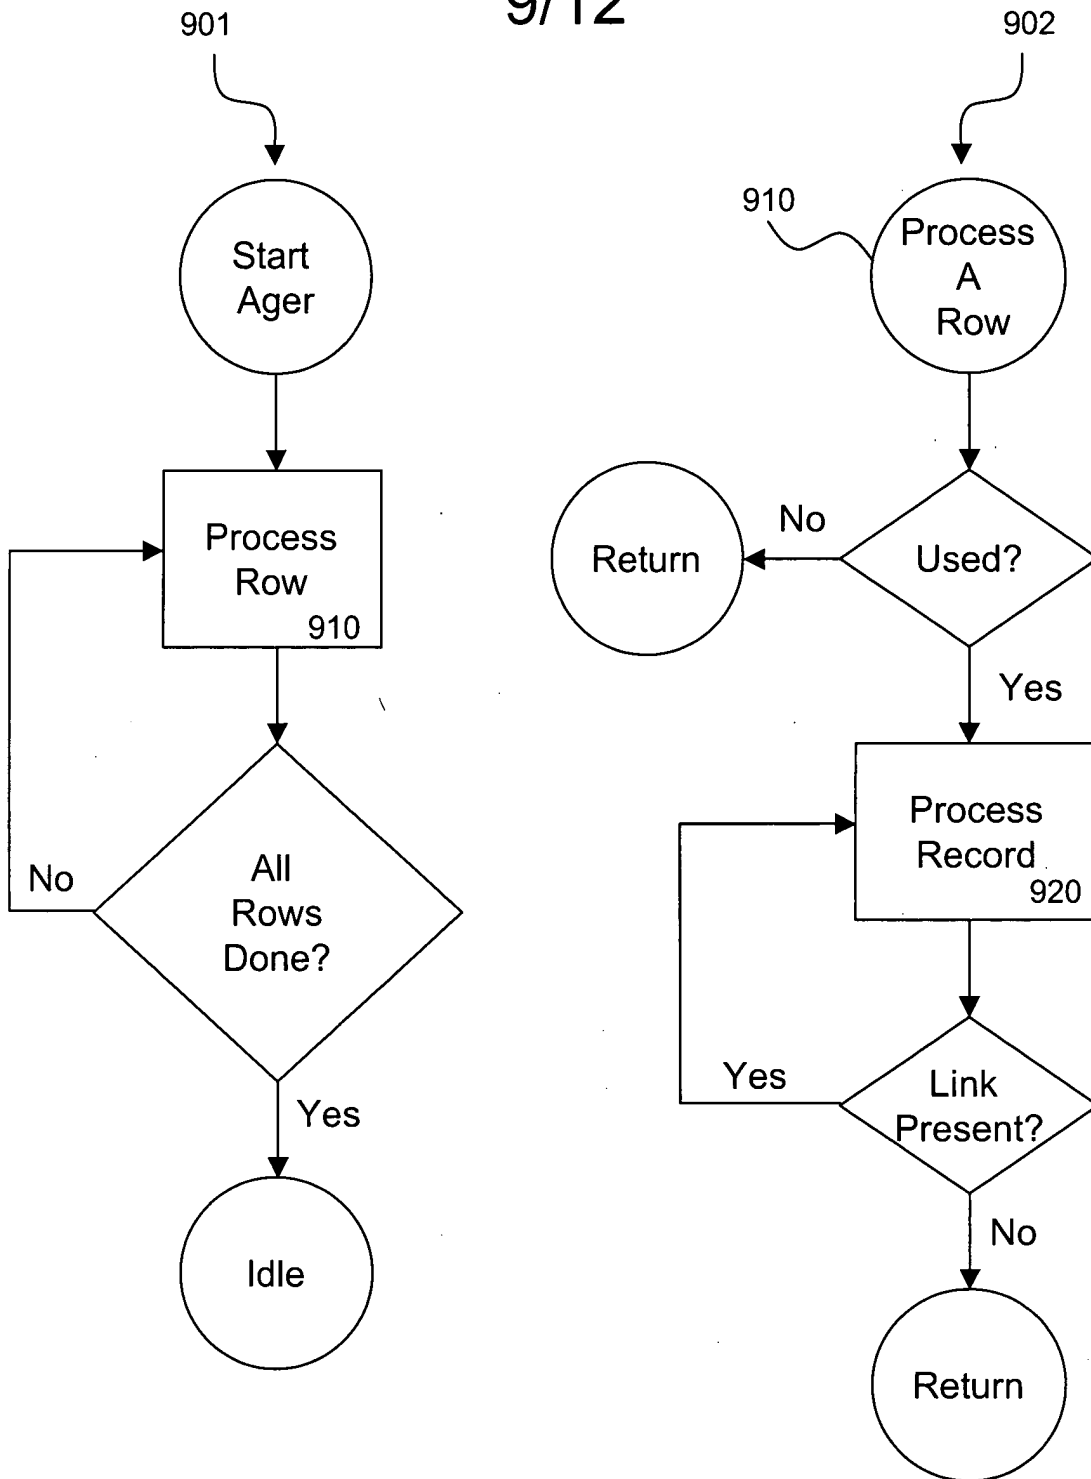 9/12
901
Start
Ager
Process
Row
910
All
Rows
Done?
No
Yes
Idle
902
910
Process
A
Row
Used?
No
Return
Yes
Process
Record
920
Link
Present?
Yes
No
Return